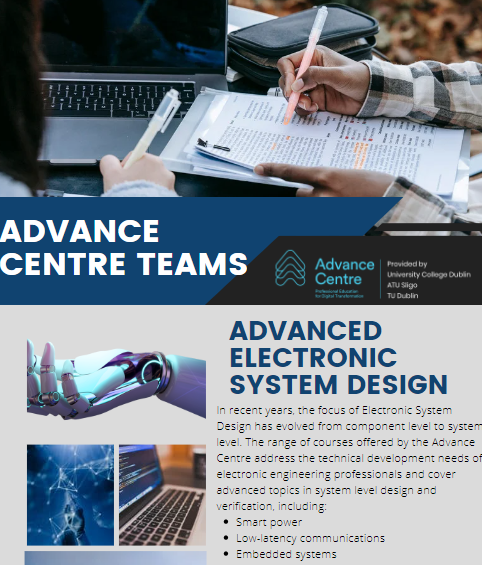 ADVANCE
CENTRE TEAMS
Advance
Centre
Professional Education
for Digital Transformation
Provided by
University College Dublin
ATU Sligo
TU Dublin
ADVANCED
ELECTRONIC
SYSTEM DESIGN
In recent years, the focus of Electronic System
Design has evolved from component level to system
level. The range of courses offered by the Advance
Centre address the technical development needs of
electronic engineering professionals and cover
advanced topics in system level design and
verification, including:
• Smart power
• Low-latency communications
• Embedded systems